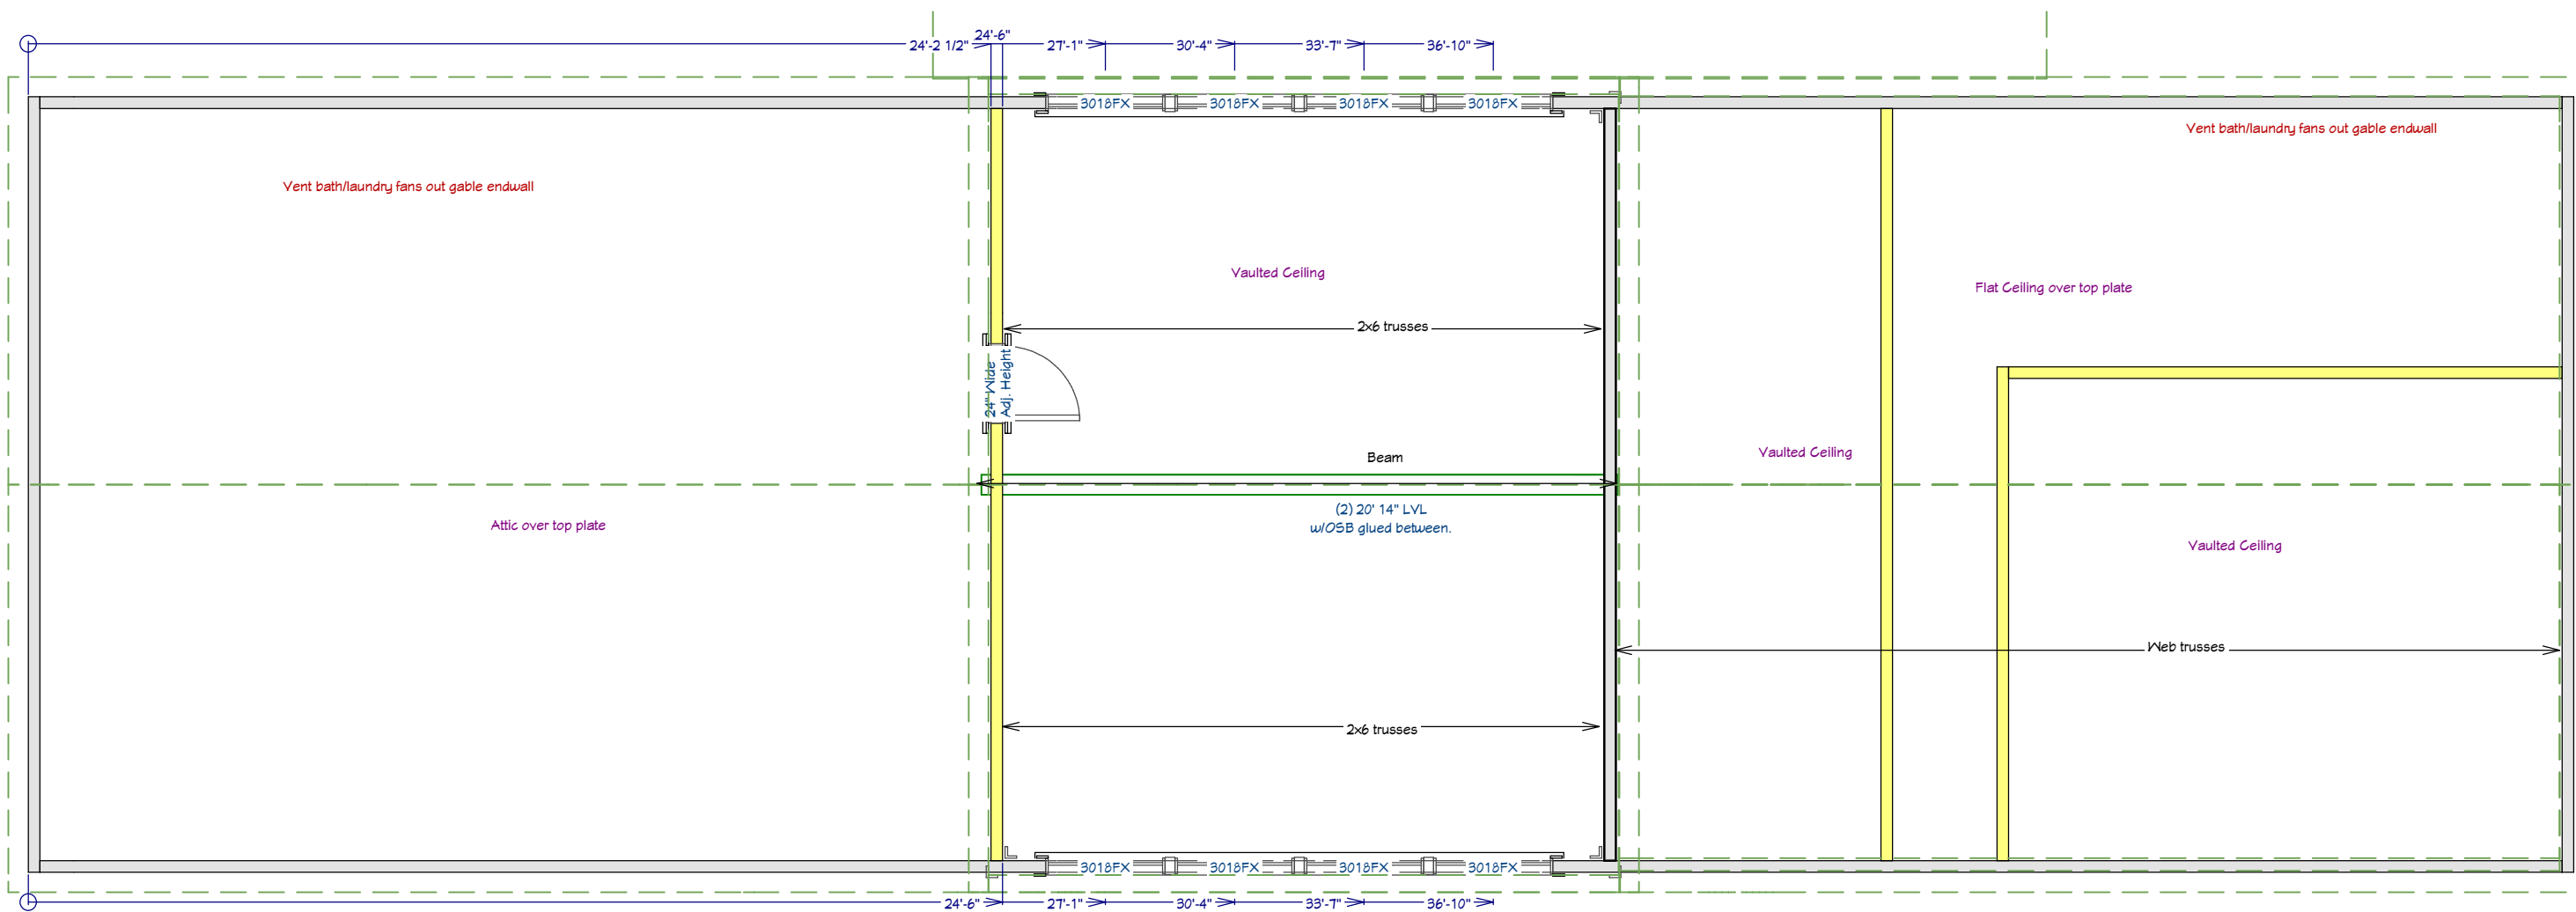 24'-6"
24'-2 1/2"
27'-1"
30'-4"
33'-7"
36'-10"
3018FX
3018FX
3018FX
3018FX
Vent bath/laundry fans out gable endwall
Vent bath/laundry fans out gable endwall
Vaulted Ceiling
Flat Ceiling over top plate
2x6 trusses
24" Wide
Adj. Height
Beam
Vaulted Ceiling
(2) 20' 14" LVL
w/OSB glued between.
Attic over top plate
Vaulted Ceiling
Web trusses
2x6 trusses
3018FX
3018FX
3018FX
3018FX
24'-6"
27'-1"
30'-4"
33'-7"
36'-10"